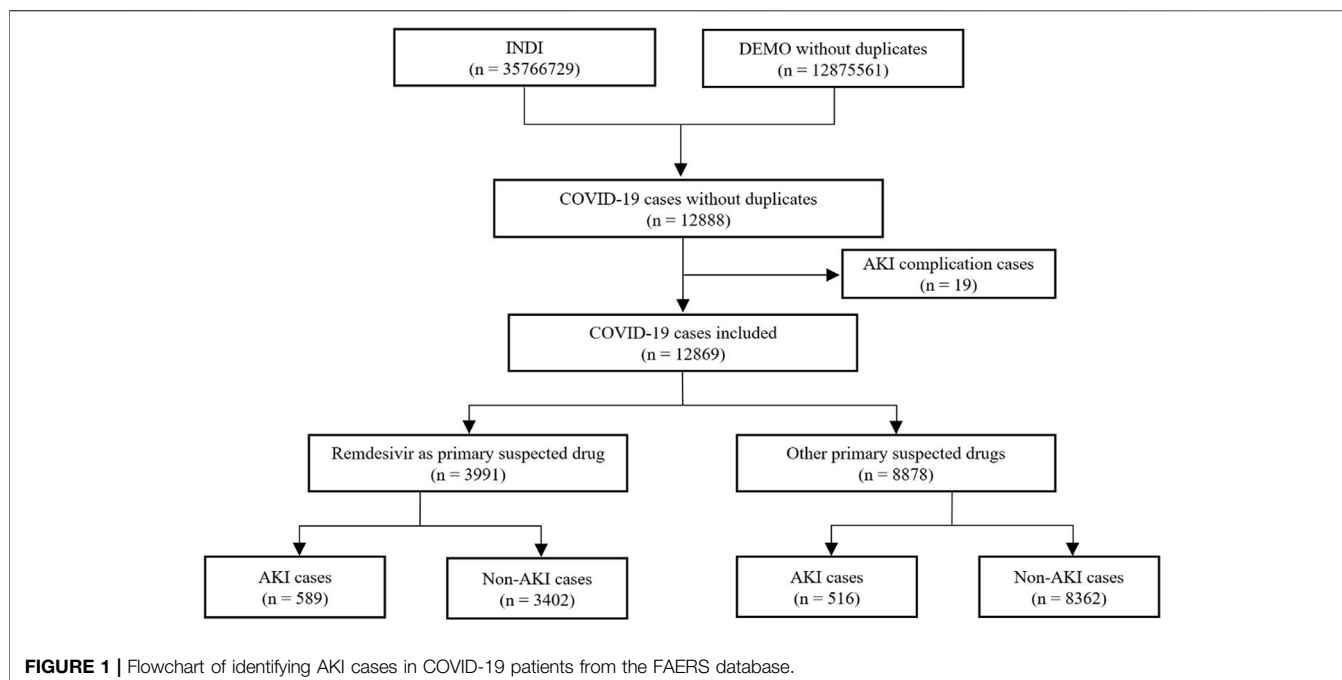 INDI
(n = 35766729)
DEMO without duplicates
(n = 12875561)
COVID-19 cases without duplicates
(n = 12888)
AKI complication cases
(n = 19)
COVID-19 cases included
(n = 12869)
Remdesivir as primary suspected drug
(n = 3991)
Other primary suspected drugs
(n = 8878)
AKI cases
(n = 589)
Non-AKI cases
(n = 3402)
AKI cases
(n = 516)
Non-AKI cases
(n = 8362)
FIGURE 1 | Flowchart of identifying AKI cases in COVID-19 patients from the FAERS database.